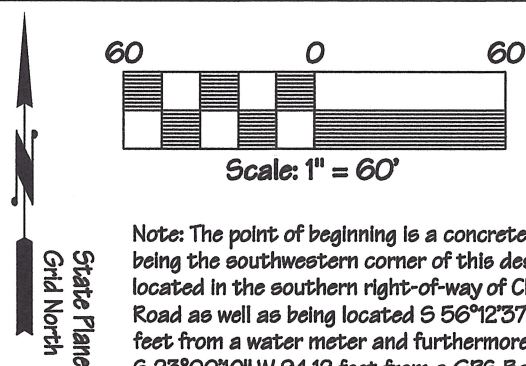 60 0 60
Scale: 1" = 60'
N
State Plane
Grid North
Note: The point of beginning is a concrete
being the southwestern corner of this des
located in the southern right-of-way of Cl
Road as well as being located S 56°12'37
feet from a water meter and furthermore